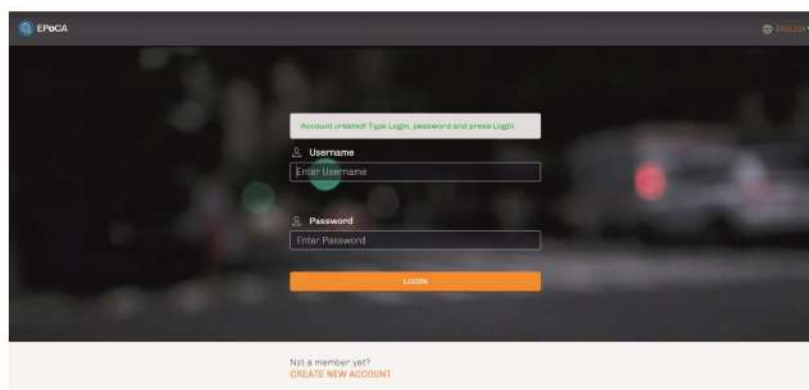 EPOCA
ENGLISH
Account created! Type Login, password and press Login
Username
Enter Username
Password
Enter Password
LOGIN
Not a member yet?
CREATE NEW ACCOUNT